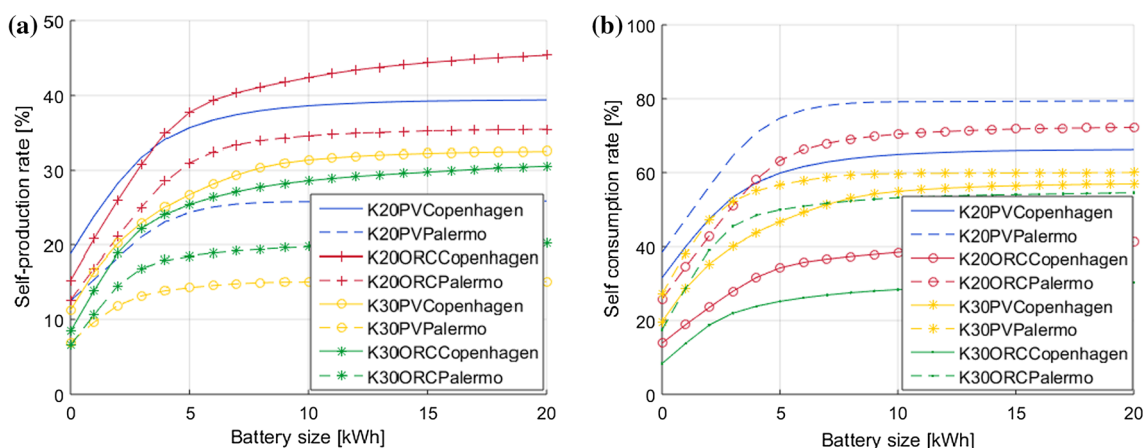 (a)
Self-production rate [%]
50
40
30
20
10
0
0 5 10 15 20
Battery size [kWh]
K20PVCopenhagen
K20PVPalermo
K20ORCCopenhagen
K20ORCPalermo
K30PVCopenhagen
K30PVPalermo
K30ORCCopenhagen
K30ORCPalermo
(b)
Self consumption rate [%]
100
80
60
40
20
0
0 5 10 15 20
Battery size [kWh]
K20PVCopenhagen
K20PVPalermo
K20ORCCopenhagen
K20ORCPalermo
K30PVCopenhagen
K30PVPalermo
K30ORCCopenhagen
K30ORCPalermo